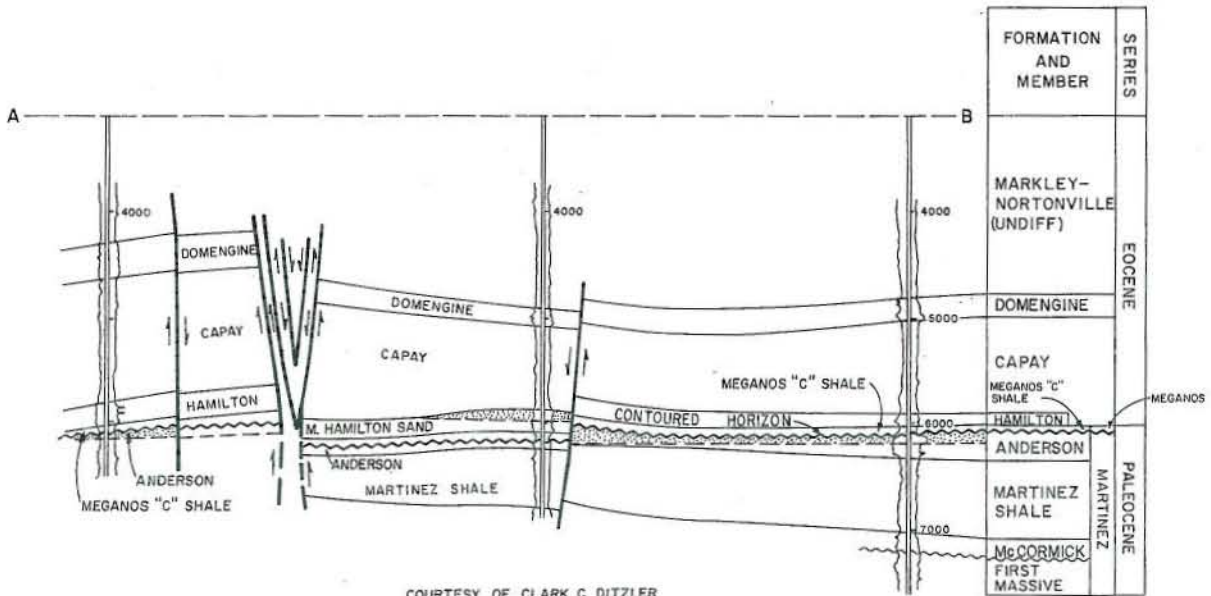 FORMATION
AND
MEMBER
SERIES
A
B
4000
4000
4000
MARKLEY-
NORTONVILLE
(UNDIFF)
EOCENE
DOMENGINE
DOMENGINE
DOMENGINE
5000
CAPAY
CAPAY
CAPAY
MEGANOS "C" SHALE
MEGANOS "C"
SHALE
MEGANOS
HAMILTON
CONTOURED HORIZON
HAMILTON
M. HAMILTON SAND
6000
ANDERSON
ANDERSON
ANDERSON
MEGANOS "C" SHALE
MARTINEZ SHALE
MARTINEZ
SHALE
MARTINEZ
PALEOCENE
7000
McCORMICK
FIRST
MASSIVE
COURTESY OF CLARK C. DITZLER